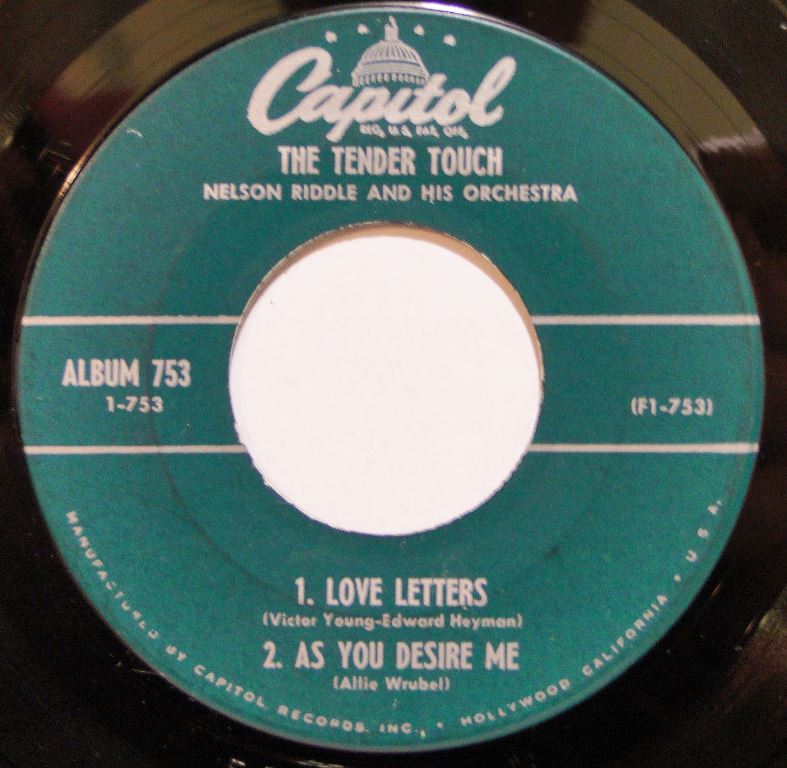 Capitol
REG. U.S. PAT. OFF.
THE TENDER TOUCH
NELSON RIDDLE AND HIS ORCHESTRA
ALBUM 753
1-753
(F1-753)
1. LOVE LETTERS
(Victor Young-Edward Heyman)
2. AS YOU DESIRE ME
(Allie Wrubel)
MANUFACTURED BY CAPITOL RECORDS, INC., • HOLLYWOOD CALIFORNIA • U.S.A.